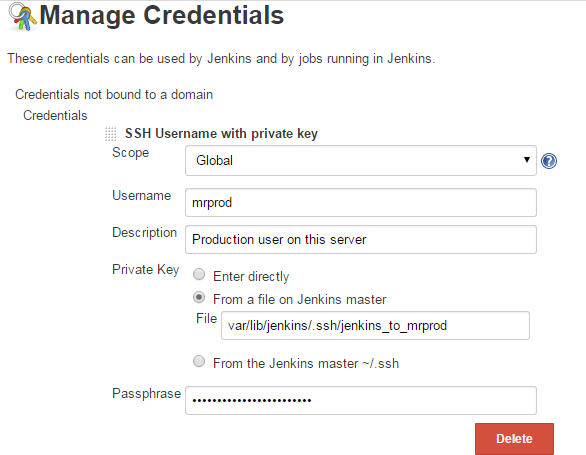 Manage Credentials
These credentials can be used by Jenkins and by jobs running in Jenkins.
Credentials not bound to a domain
Credentials
SSH Username with private key
Scope Global
Username mrprod
Description Production user on this server
Private Key Enter directly
From a file on Jenkins master
File var/lib/jenkins/.ssh/jenkins_to_mrprod
From the Jenkins master ~/.ssh
Passphrase ••••••••••••••••••••••••
Delete